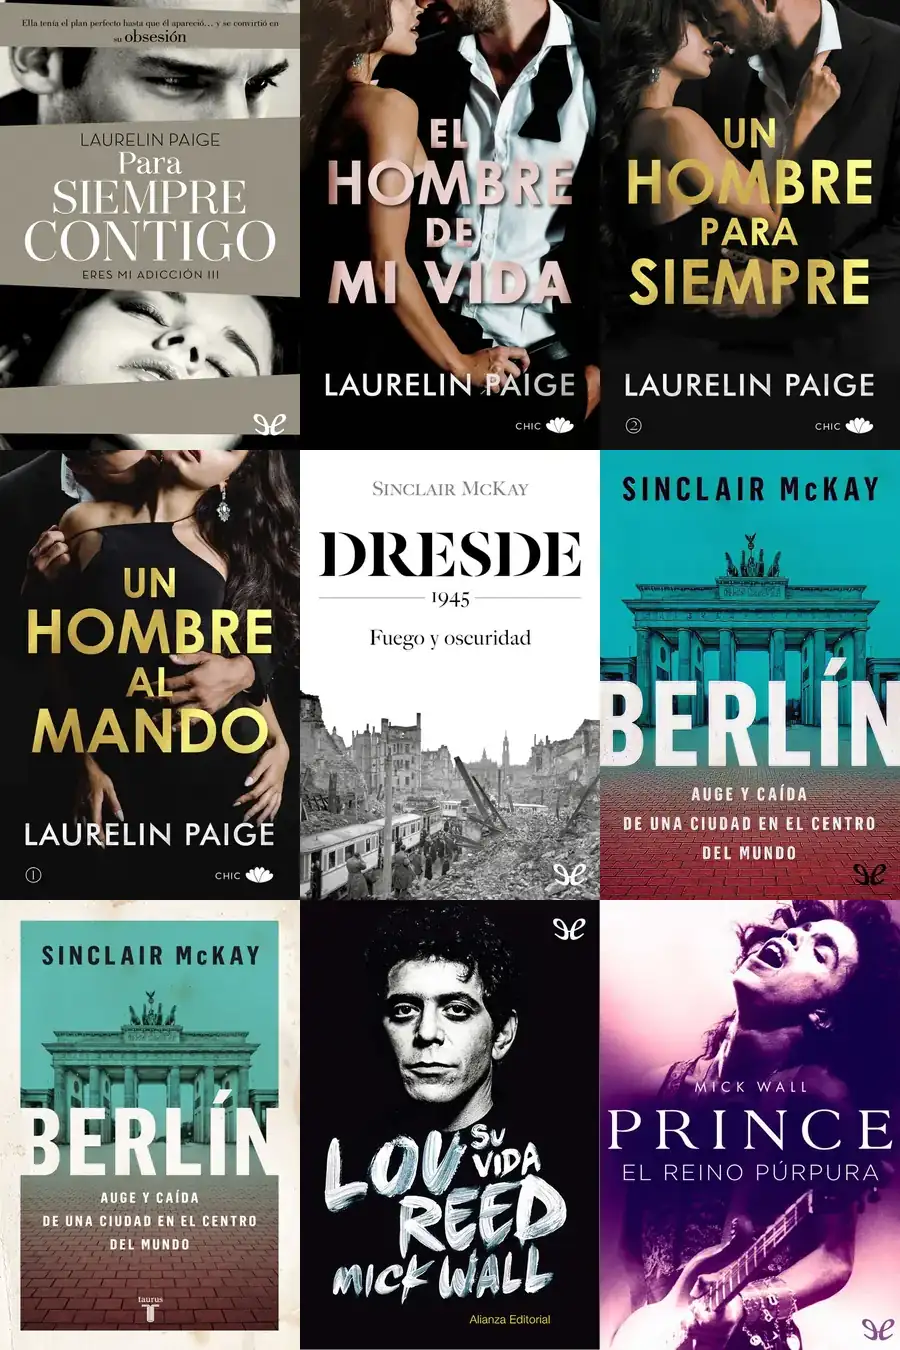 Ella tenía el plan perfecto hasta que él apareció... y se convirtió en
su obsesión
LAURELIN PAIGE
Para
SIEMPRE
CONTIGO
ERES MI ADICCIÓN III
EL
HOMBRE
DE
MI VIDA
LAURELIN PAIGE
CHIC
UN
HOMBRE
PARA
SIEMPRE
LAURELIN PAIGE
2
CHIC
UN
HOMBRE
AL
MANDO
LAURELIN PAIGE
1
CHIC
SINCLAIR MCKAY
DRESDE
1945
Fuego y oscuridad
SINCLAIR McKAY
BERLÍN
AUGE Y CAÍDA
DE UNA CIUDAD EN EL CENTRO
DEL MUNDO
SINCLAIR McKAY
BERLÍN
AUGE Y CAÍDA
DE UNA CIUDAD EN EL CENTRO
DEL MUNDO
taurus
T
LOU
SU
VIDA
REED
MICK WALL
Alianza Editorial
MICK WALL
PRINCE
EL REINO PÚRPURA